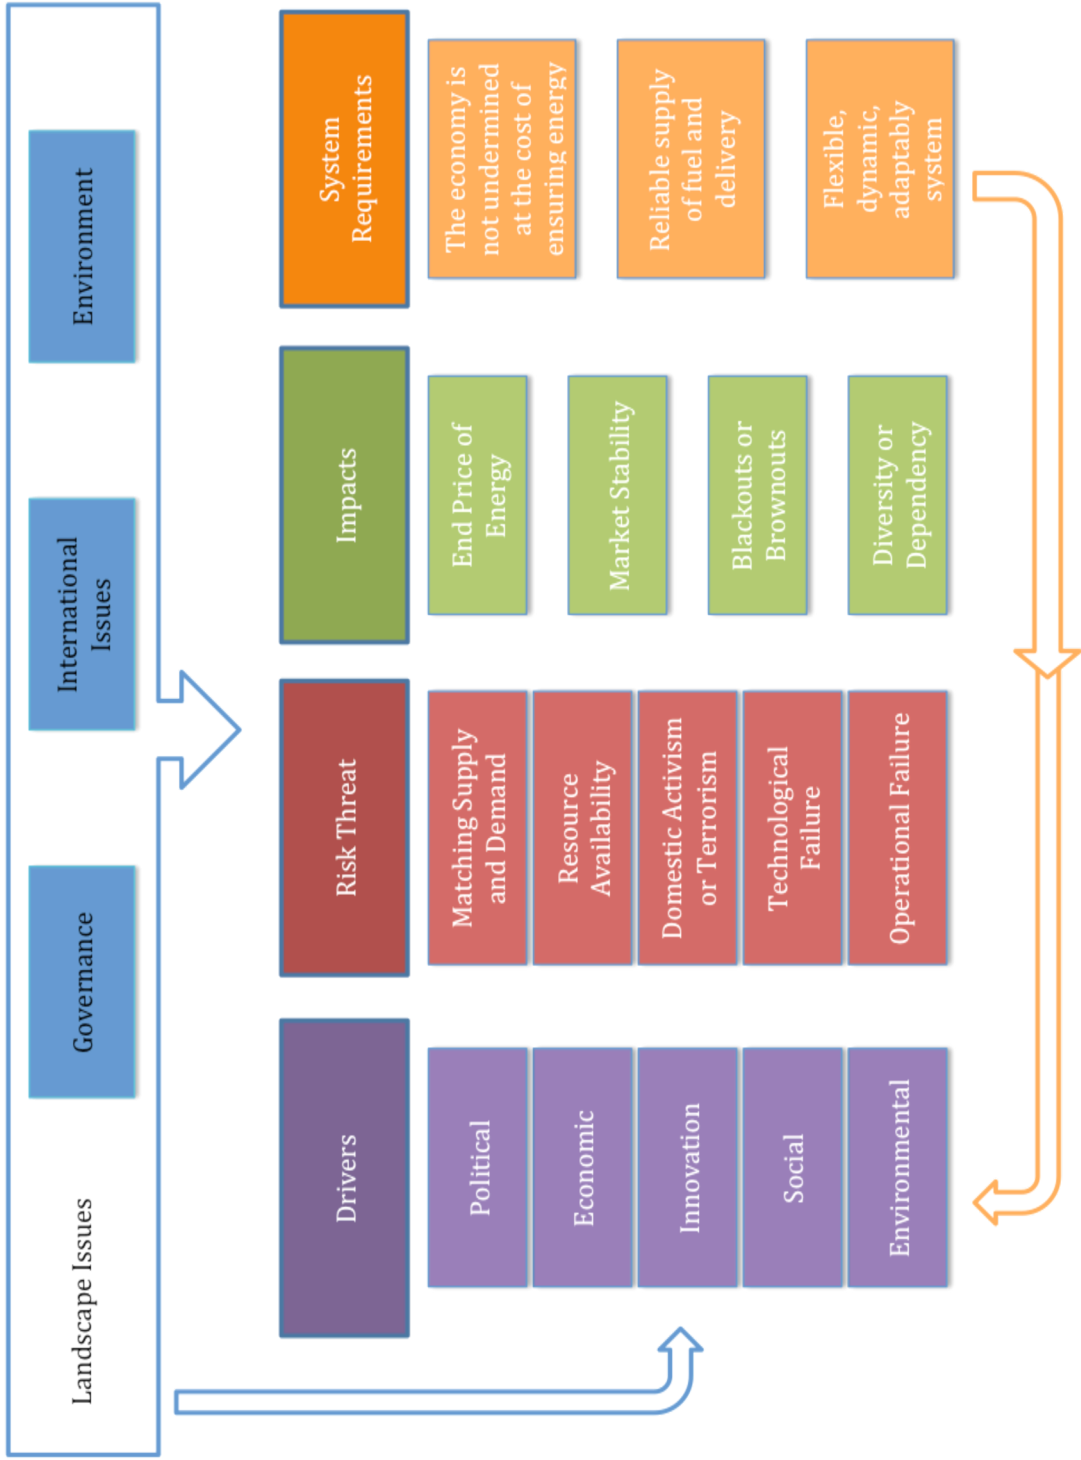 Landscape Issues
Governance
International
Issues
Environment
Drivers
Political
Economic
Innovation
Social
Environmental
Risk Threat
Matching Supply
and Demand
Resource
Availability
Domestic Activism
or Terrorism
Technological
Failure
Operational Failure
Impacts
End Price of
Energy
Market Stability
Blackouts or
Brownouts
Diversity or
Dependency
System
Requirements
The economy is
not undermined
at the cost of
ensuring energy
Reliable supply
of fuel and
delivery
Flexible,
dynamic,
adaptably
system